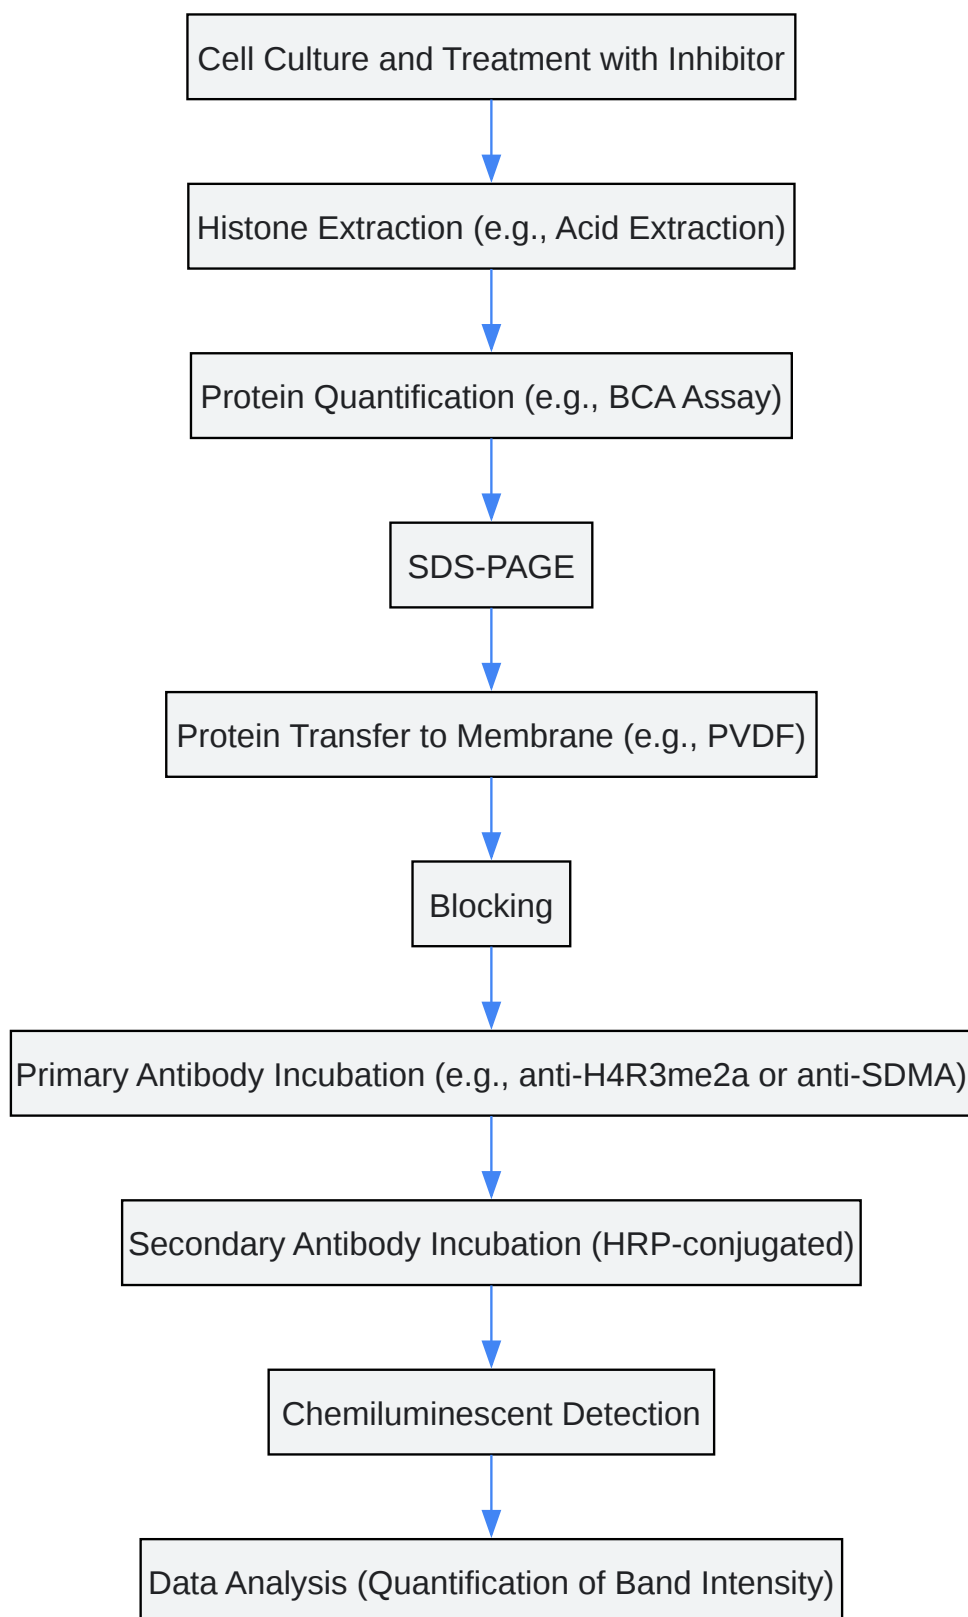 Cell Culture and Treatment with Inhibitor
Histone Extraction (e.g., Acid Extraction)
Protein Quantification (e.g., BCA Assay)
SDS-PAGE
Protein Transfer to Membrane (e.g., PVDF)
Blocking
Primary Antibody Incubation (e.g., anti-H4R3me2a or anti-SDMA)
Secondary Antibody Incubation (HRP-conjugated)
Chemiluminescent Detection
Data Analysis (Quantification of Band Intensity)